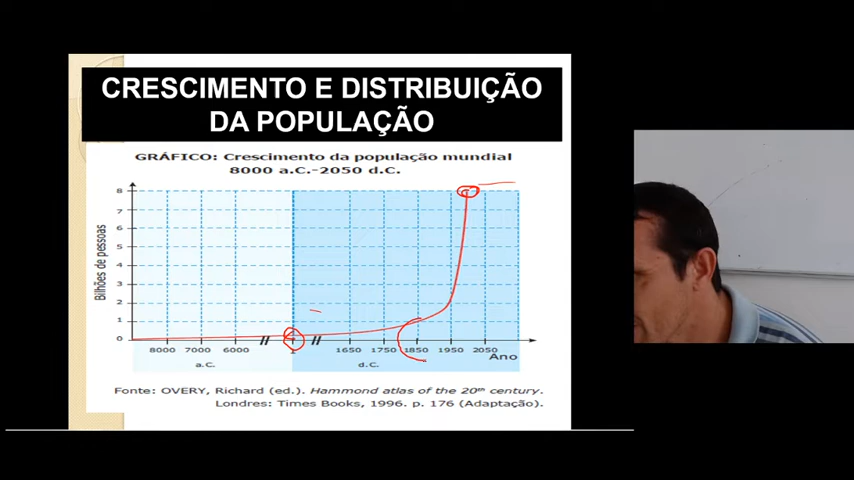 CRESCIMENTO E DISTRIBUIÇÃO
DA POPULAÇÃO
GRÁFICO: Crescimento da população mundial
8000 a.C.-2050 d.C.
Bilhões de pessoas
8
7
6
5
4
3
2
1
0
8000 7000 6000 1 1650 1750 1850 1950 2050
Ano
a.C. d.C.
Fonte: OVERY, Richard (ed.). Hammond atlas of the 20th century.
Londres: Times Books, 1996. p. 176 (Adaptação).